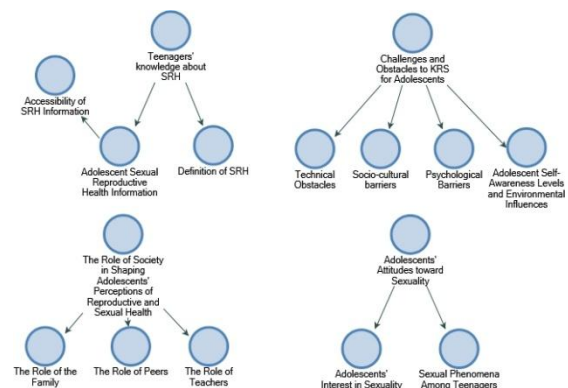 Teenagers'
knowledge about
SRH
Accessibility of
SRH Information
Adolescent Sexual
Reproductive
Health Information
Definition of SRH
Challenges and
Obstacles to KRS
for Adolescents
Technical
Obstacles
Socio-cultural
barriers
Psychological
Barriers
Adolescent Self-
Awareness Levels
and Environmental
Influences
The Role of Society
in Shaping
Adolescents'
Perceptions of
Reproductive and
Sexual Health
The Role of the
Family
The Role of Peers
The Role of
Teachers
Adolescents'
Attitudes toward
Sexuality
Adolescents'
Interest in Sexuality
Sexual Phenomena
Among Teenagers